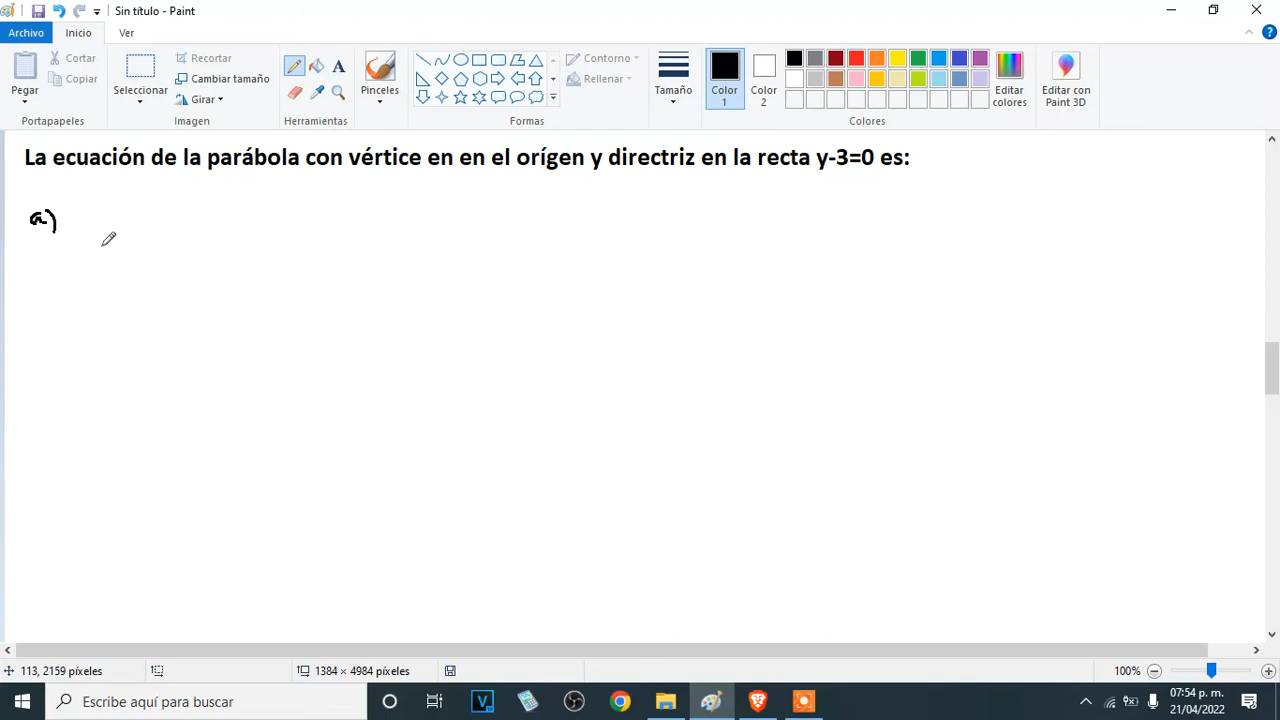 Sin título - Paint
Archivo Inicio Ver
Pegar
Cortar
Copiar
Portapapeles
Seleccionar
Recortar
Cambiar tamaño
Girar
Imagen
A
Herramientas
Pinceles
Contorno
Rellenar
Formas
Tamaño
Color 1
Color 2
Editar colores
Editar con Paint 3D
Colores
La ecuación de la parábola con vértice en en el orígen y directriz en la recta y-3=0 es:
a)
113, 2159 píxeles
1384 × 4984 píxeles
100%
Escribe aquí para buscar
07:54 p. m.
21/04/2022